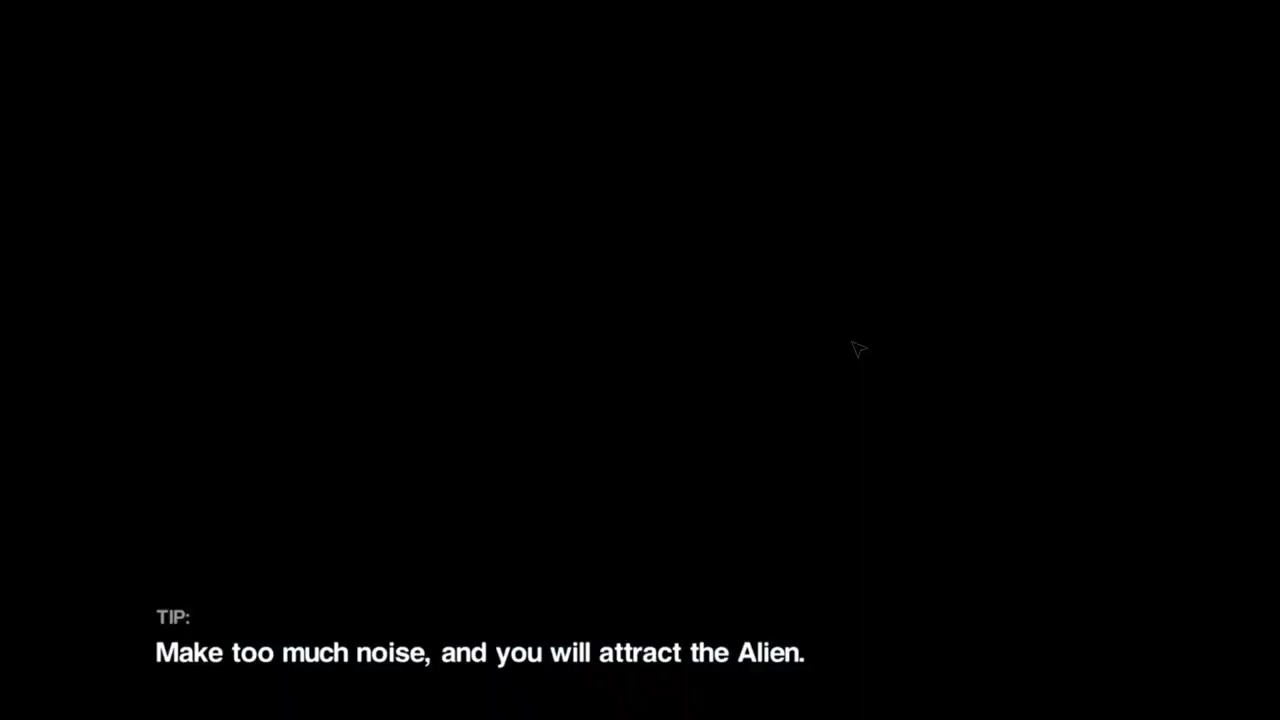 TIP:
Make too much noise, and you will attract the Alien.